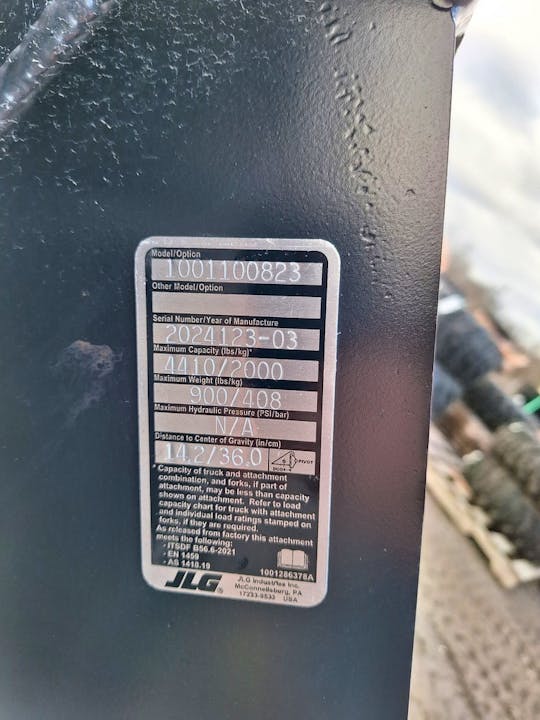 Model/Option
1001100823
Other Model/Option
Serial Number/Year of Manufacture
2024123-03
Maximum Capacity (lbs/kg)*
4410/2000
Maximum Weight (lbs/kg)
900/408
Maximum Hydraulic Pressure (PSI/bar)
N/A
Distance to Center of Gravity (in/cm)
14.2/36.0
PIVOT
* Capacity of truck and attachment
combination, and forks, if part of
attachment, may be less than capacity
shown on attachment. Refer to load
capacity chart for truck with attachment
and individual load ratings stamped on
forks, if they are required.
As released from factory this attachment
meets the following:
- ITSDF B56.6-2021
- EN 1459
- AS 1418.19
1001286378A
JLG®
JLG Industries Inc.
McConnellsburg, PA
17233-9533 USA